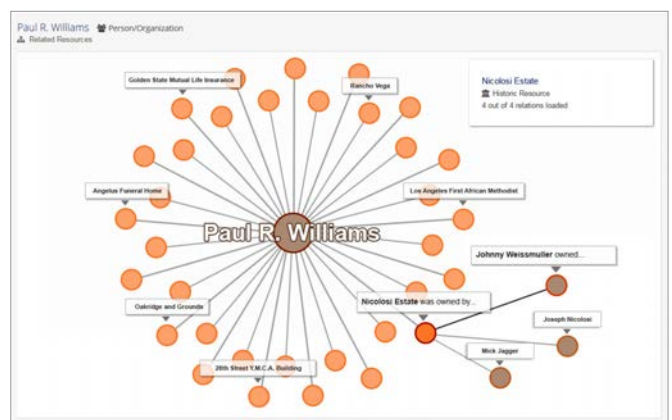 Paul R. Williams Person/Organization
Related Resources
Golden State Mutual Life Insurance
Rancho Vega
Nicolosi Estate
Historic Resource
4 out of 4 relations loaded
Angelus Funeral Home
Los Angeles First African Methodist
Paul R. Williams
Johnny Weissmuller owned...
Nicolosi Estate was owned by...
Oakridge and Grounds
Joseph Nicolosi
Mick Jagger
28th Street Y.M.C.A. Building